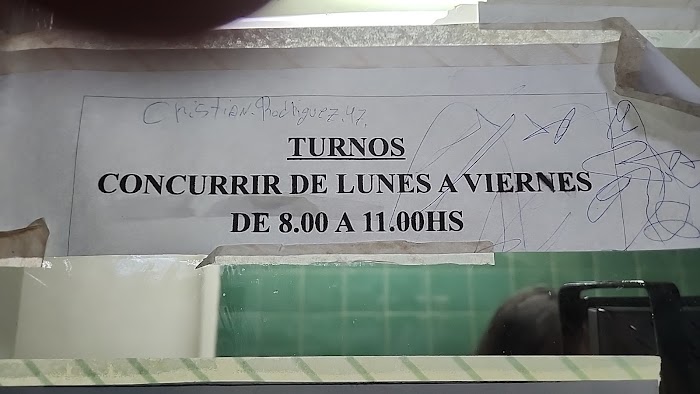 Cristian Rodriguez.47.
TURNOS
CONCURRIR DE LUNES A VIERNES
DE 8.00 A 11.00HS